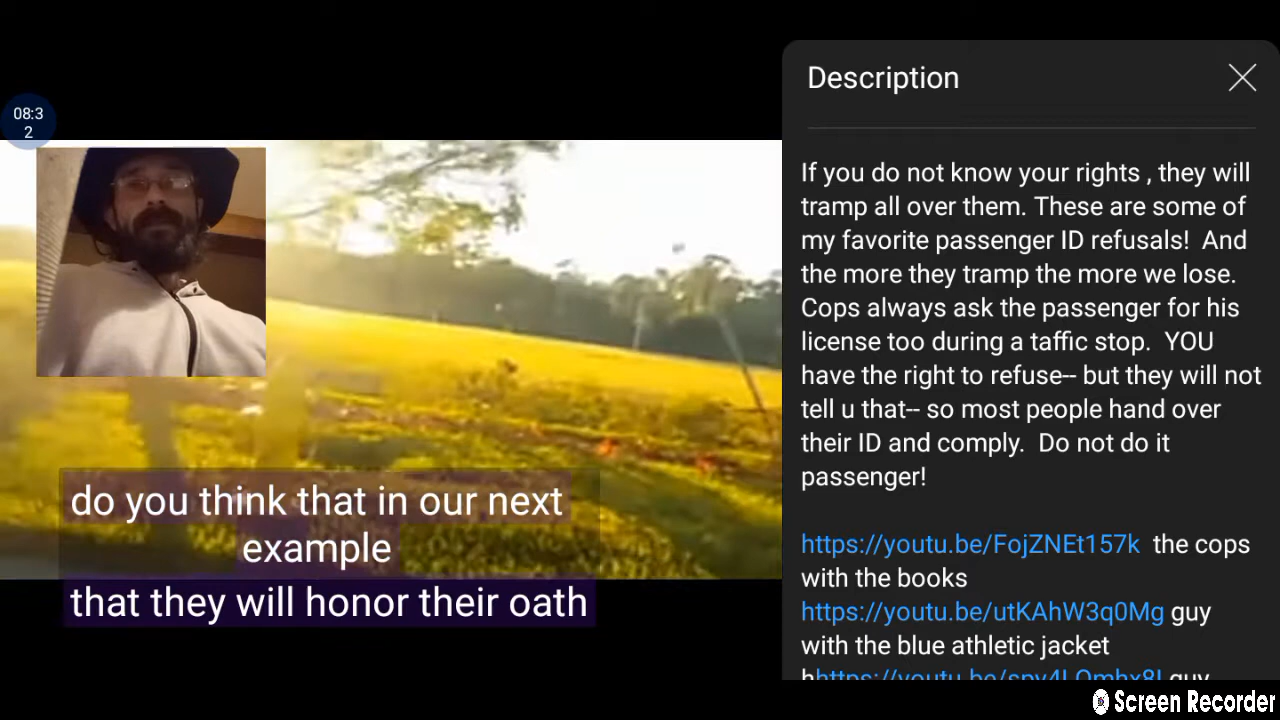 08:3
2
do you think that in our next
example
that they will honor their oath
Description
If you do not know your rights , they will
tramp all over them. These are some of
my favorite passenger ID refusals!  And
the more they tramp the more we lose.
Cops always ask the passenger for his
license too during a taffic stop.  YOU
have the right to refuse-- but they will not
tell u that-- so most people hand over
their ID and comply.  Do not do it
passenger!
https://youtu.be/FojZNEt157k  the cops
with the books
https://youtu.be/utKAhW3q0Mg guy
with the blue athletic jacket
Screen Recorder